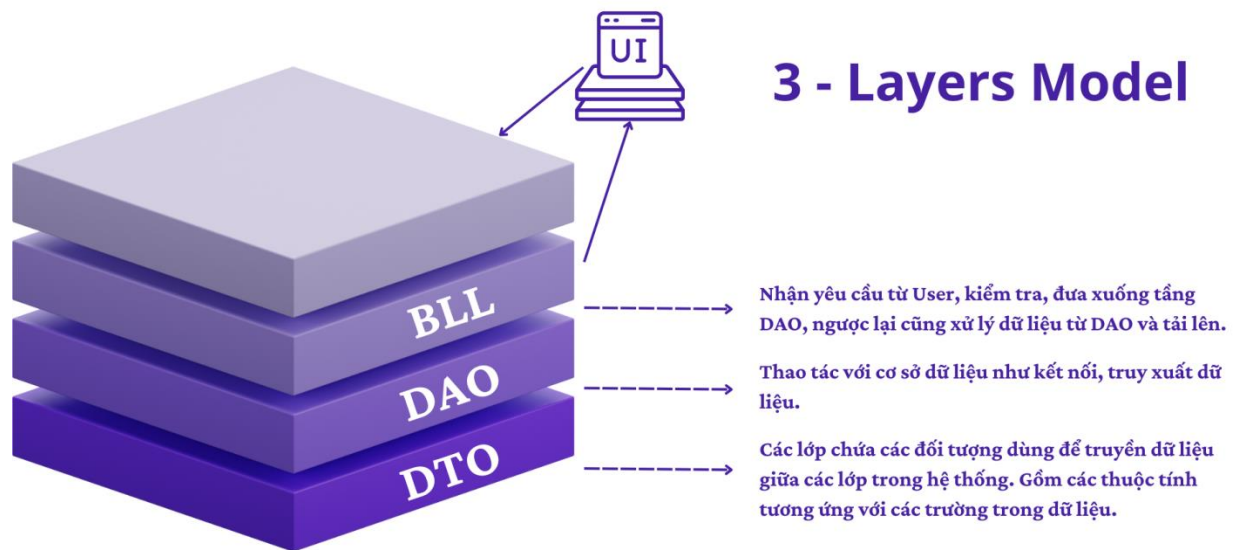 UI
3 - Layers Model
BLL
Nhận yêu cầu từ User, kiểm tra, đưa xuống tầng
DAO, ngược lại cũng xử lý dữ liệu từ DAO và tải lên.
DAO
Thao tác với cơ sở dữ liệu như kết nối, truy xuất dữ
liệu.
DTO
Các lớp chứa các đối tượng dùng để truyền dữ liệu
giữa các lớp trong hệ thống. Gồm các thuộc tính
tương ứng với các trường trong dữ liệu.